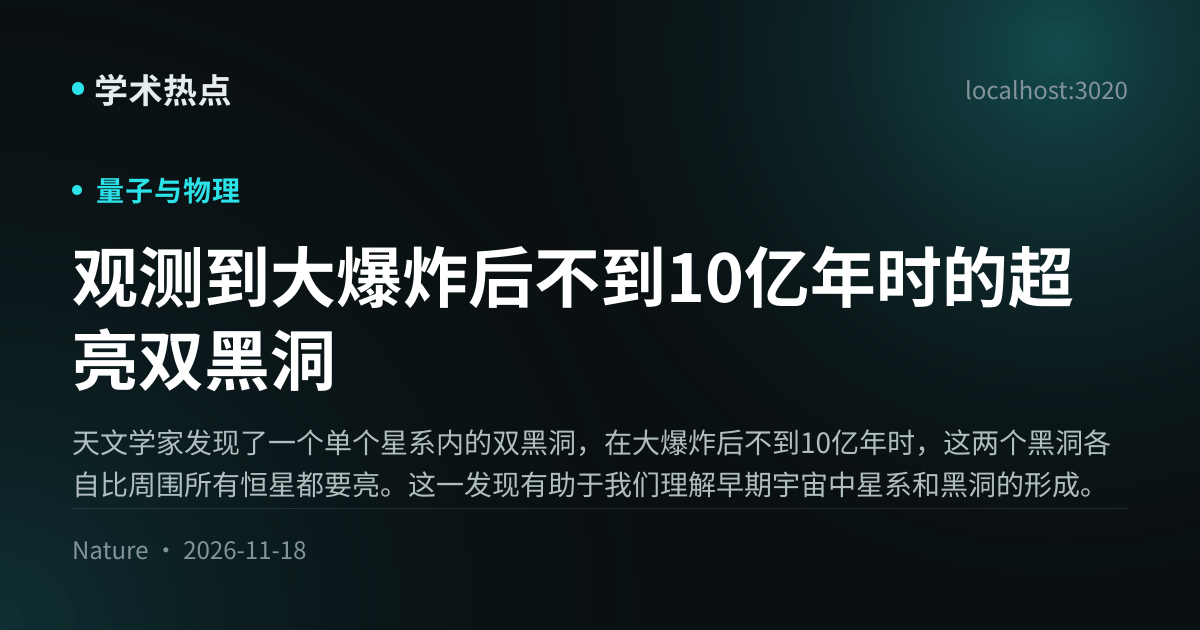 学术热点
localhost:3020
量子与物理
观测到大爆炸后不到10亿年时的超
亮双黑洞
天文学家发现了一个单个星系内的双黑洞，在大爆炸后不到10亿年时，这两个黑洞各
自比周围所有恒星都要亮。这一发现有助于我们理解早期宇宙中星系和黑洞的形成。
Nature · 2026-11-18